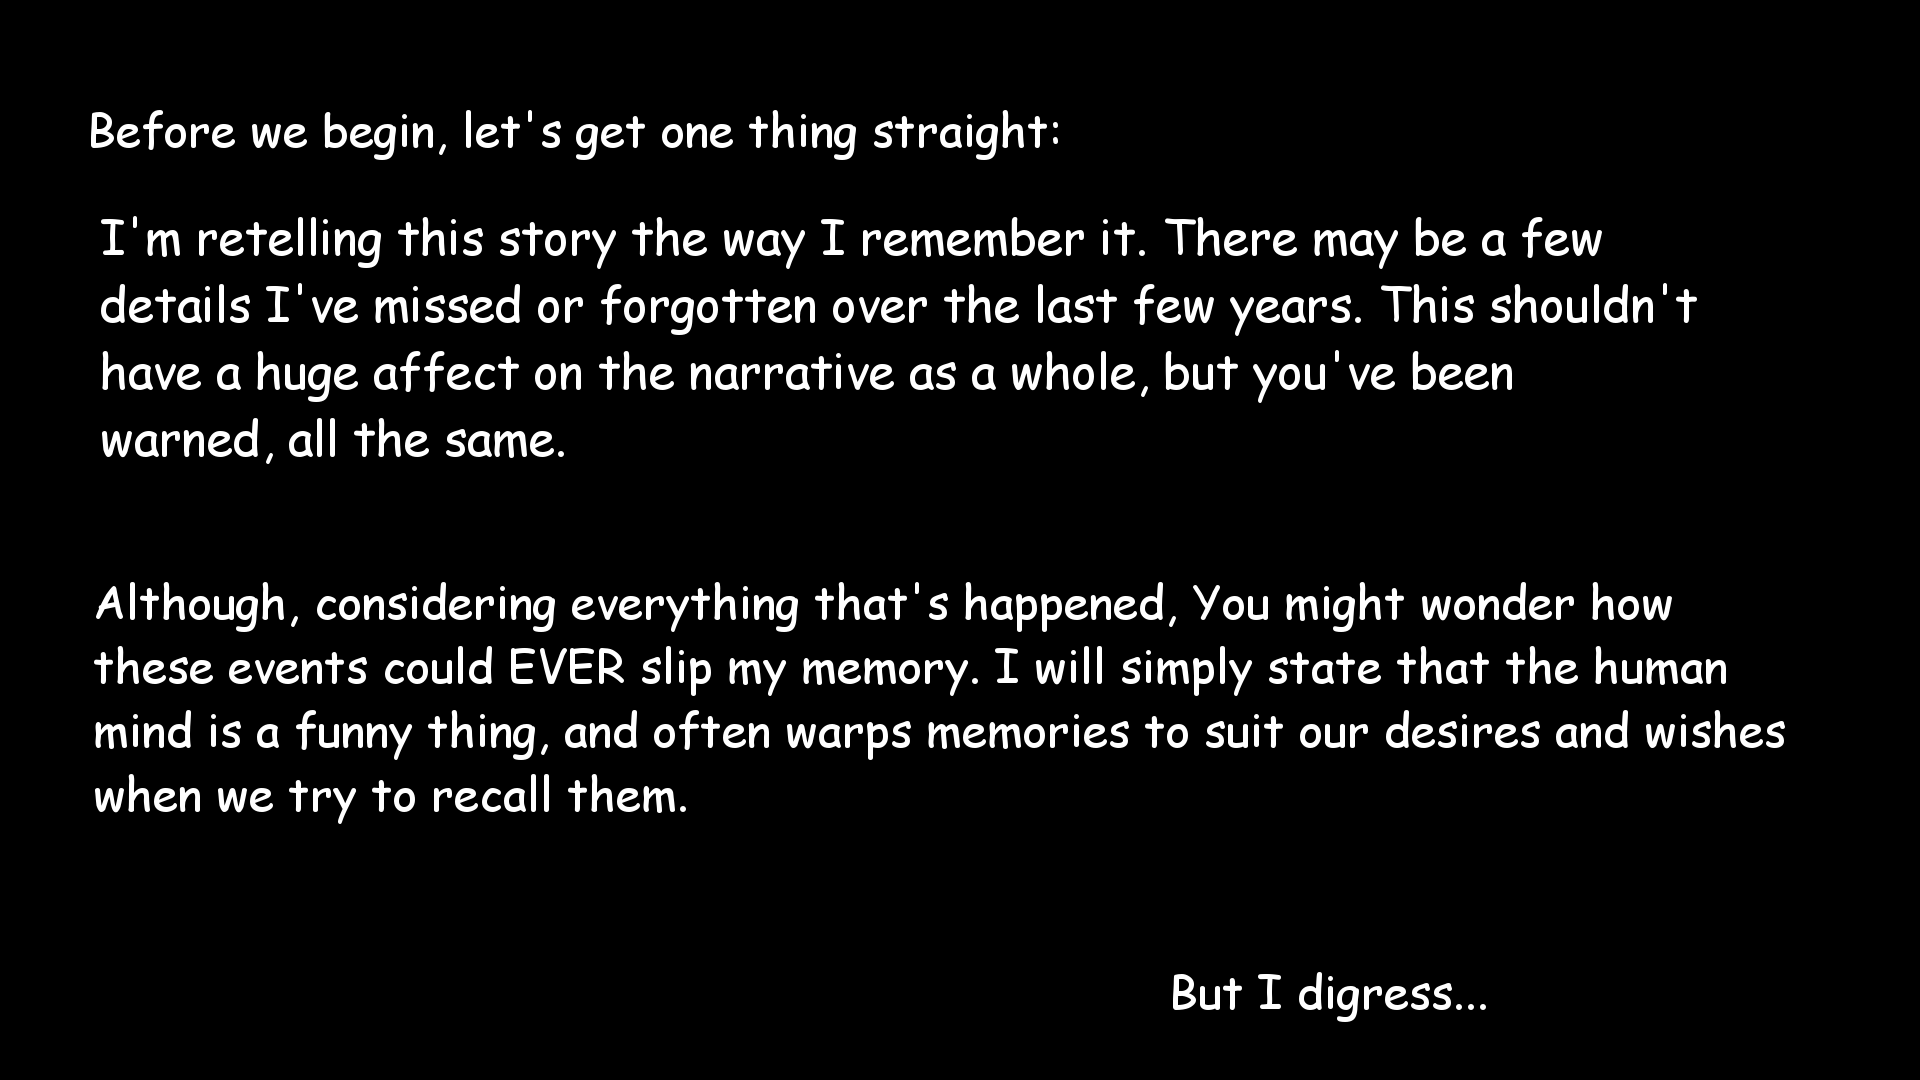 Before we begin, let's get one thing straight:
I'm retelling this story the way I remember it. There may be a few
details I've missed or forgotten over the last few years. This shouldn't
have a huge affect on the narrative as a whole, but you've been
warned, all the same.
Although, considering everything that's happened, You might wonder how
these events could EVER slip my memory. I will simply state that the human
mind is a funny thing, and often warps memories to suit our desires and wishes
when we try to recall them.
But I digress...